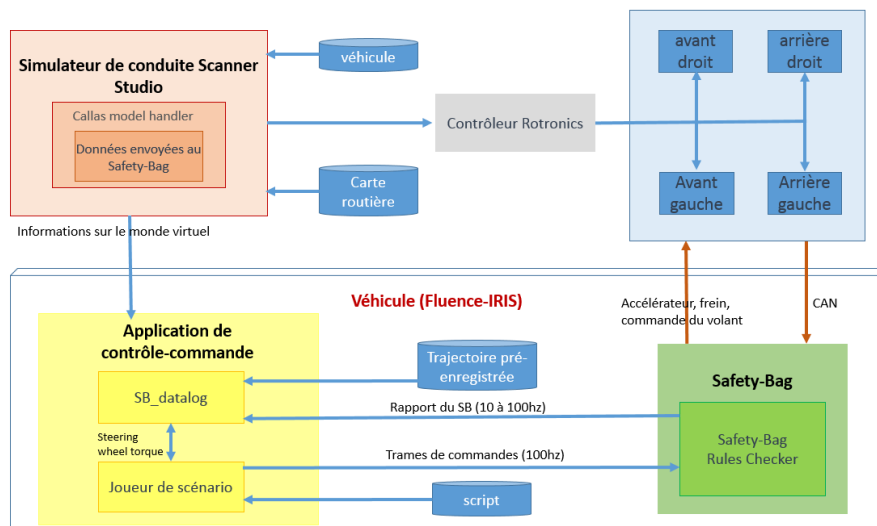 Simulateur de conduite Scanner
Studio
Callas model handler
Données envoyées au
Safety-Bag
véhicule
Carte
routière
Contrôleur Rotronics
avant
droit
arrière
droit
Avant
gauche
Arrière
gauche
Informations sur le monde virtuel
Véhicule (Fluence-IRIS)
Accélérateur, frein,
commande du volant
CAN
Application de
contrôle-commande
SB_datalog
Steering
wheel torque
Joueur de scénario
Trajectoire pré-
enregistrée
Rapport du SB (10 à 100hz)
Trames de commandes (100hz)
script
Safety-Bag
Safety-Bag
Rules Checker